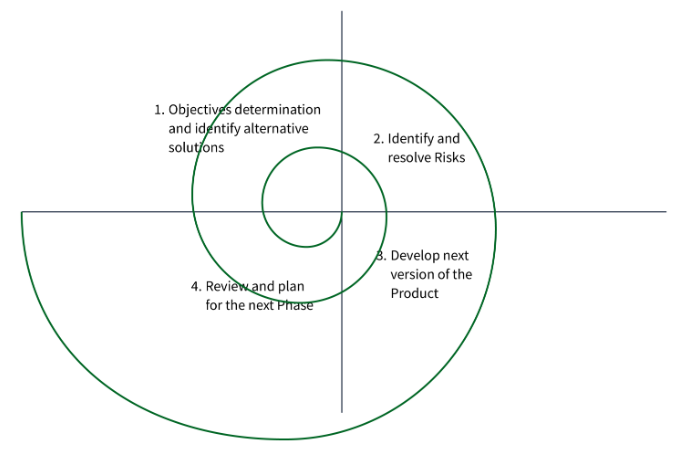 1. Objectives determination
and identify alternative
solutions
2. Identify and
resolve Risks
3. Develop next
version of the
Product
4. Review and plan
for the next Phase